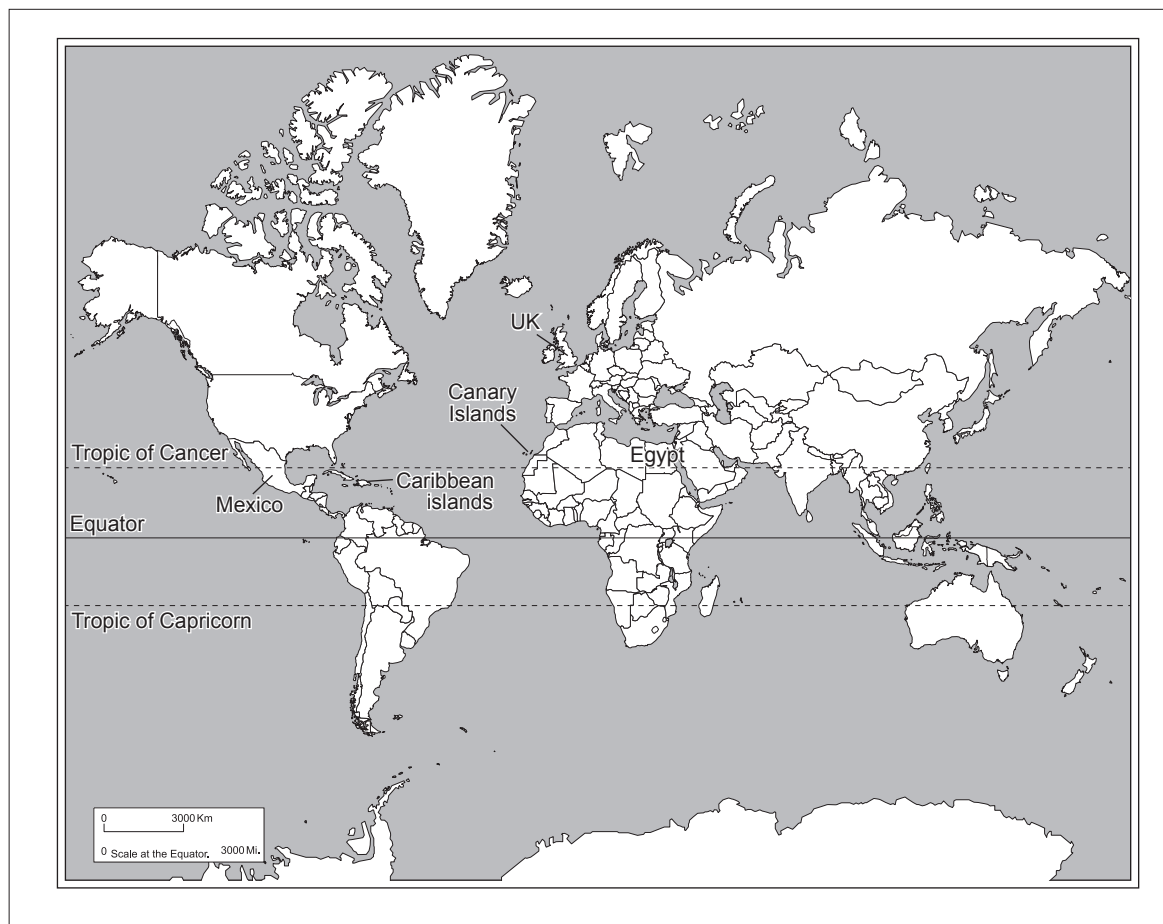 UK
Canary
Islands
Tropic of Cancer
Egypt
Caribbean
islands
Mexico
Equator
Tropic of Capricorn
0 3000 Km
0 Scale at the Equator. 3000 Mi.